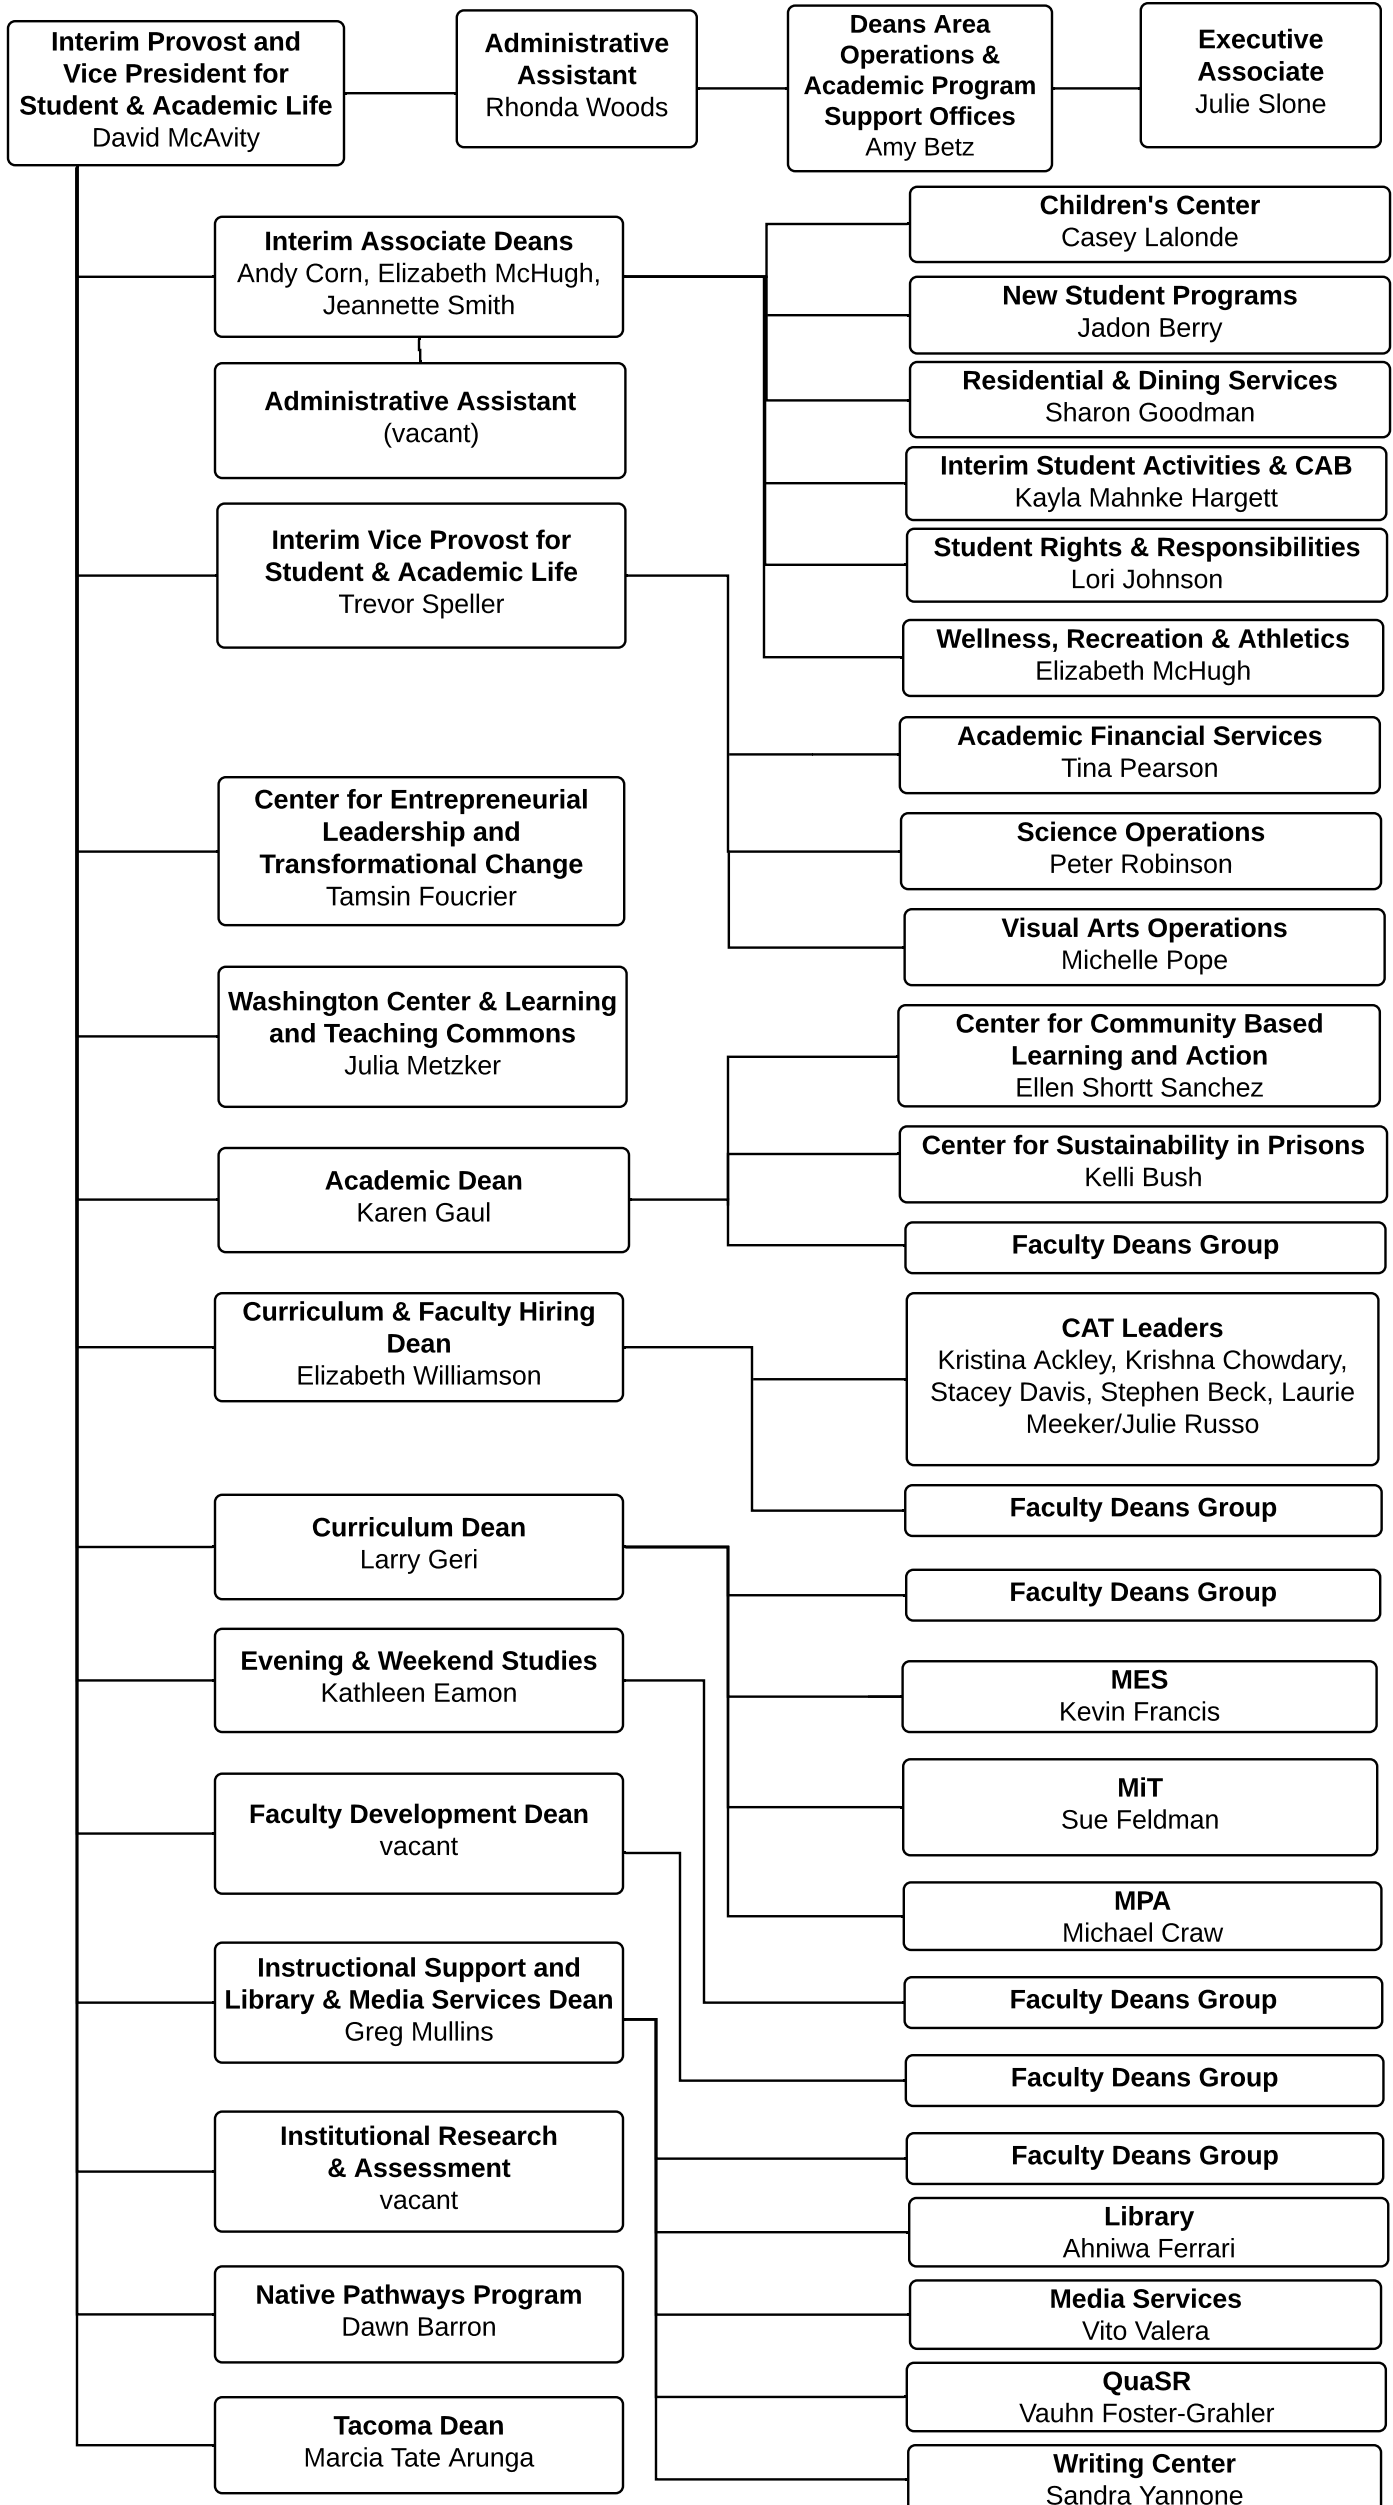 Interim Provost and
Vice President for
Student & Academic Life
David McAvity
Administrative
Assistant
Rhonda Woods
Deans Area
Operations &
Academic Program
Support Offices
Amy Betz
Executive
Associate
Julie Slone
Interim Associate Deans
Andy Corn, Elizabeth McHugh,
Jeannette Smith
Administrative Assistant
(vacant)
Interim Vice Provost for
Student & Academic Life
Trevor Speller
Center for Entrepreneurial
Leadership and
Transformational Change
Tamsin Foucrier
Washington Center & Learning
and Teaching Commons
Julia Metzker
Academic Dean
Karen Gaul
Curriculum & Faculty Hiring
Dean
Elizabeth Williamson
Curriculum Dean
Larry Geri
Evening & Weekend Studies
Kathleen Eamon
Faculty Development Dean
vacant
Instructional Support and
Library & Media Services Dean
Greg Mullins
Institutional Research
& Assessment
vacant
Native Pathways Program
Dawn Barron
Tacoma Dean
Marcia Tate Arunga
Children's Center
Casey Lalonde
New Student Programs
Jadon Berry
Residential & Dining Services
Sharon Goodman
Interim Student Activities & CAB
Kayla Mahnke Hargett
Student Rights & Responsibilities
Lori Johnson
Wellness, Recreation & Athletics
Elizabeth McHugh
Academic Financial Services
Tina Pearson
Science Operations
Peter Robinson
Visual Arts Operations
Michelle Pope
Center for Community Based
Learning and Action
Ellen Shortt Sanchez
Center for Sustainability in Prisons
Kelli Bush
Faculty Deans Group
CAT Leaders
Kristina Ackley, Krishna Chowdary,
Stacey Davis, Stephen Beck, Laurie
Meeker/Julie Russo
Faculty Deans Group
Faculty Deans Group
MES
Kevin Francis
MiT
Sue Feldman
MPA
Michael Craw
Faculty Deans Group
Faculty Deans Group
Faculty Deans Group
Library
Ahniwa Ferrari
Media Services
Vito Valera
QuaSR
Vauhn Foster-Grahler
Writing Center
Sandra Yannone